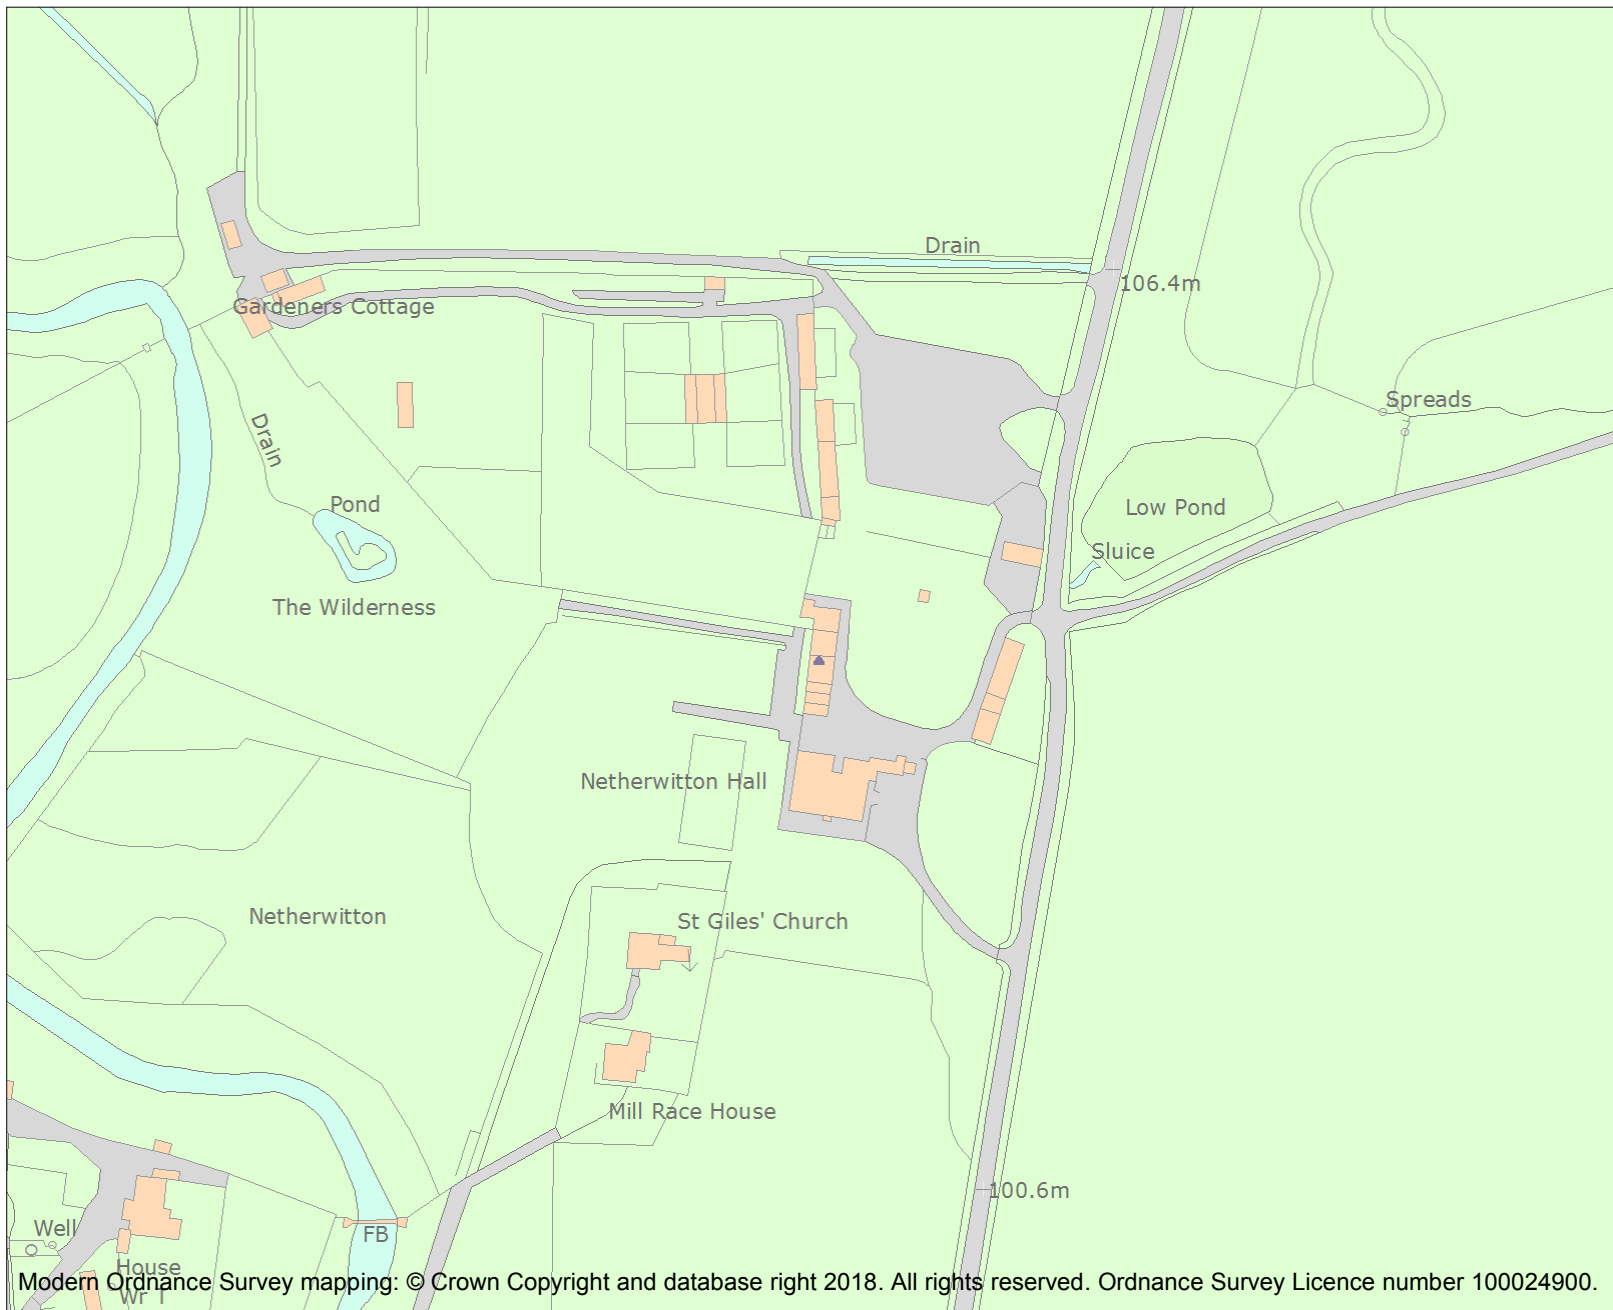 Drain
106.4m
Gardeners Cottage
Spreads
Drain
Pond
Low Pond
Sluice
The Wilderness
Netherwitton Hall
Netherwitton
St Giles' Church
Mill Race House
100.6m
Well
FB
House
Wr T
Modern Ordnance Survey mapping: © Crown Copyright and database right 2018. All rights reserved. Ordnance Survey Licence number 100024900.